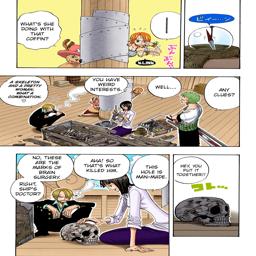 WHAT'S SHE
DOING WITH
THAT
COFFIN?
ANY
CLUES?
WELL...
YOU HAVE
WEIRD
INTERESTS.
A SKELETON
AND A PRETTY
WOMAN,
WHAT A
COMBINATION.
HEY, YOU
PUT IT
TOGETHER!!
THIS
HOLE IS
MAN-MADE.
AHA! SO
THAT'S WHAT
KILLED HIM.
NO, THESE
ARE THE
MARKS OF
BRAIN
SURGERY.
RIGHT,
SHIP'S
DOCTOR?